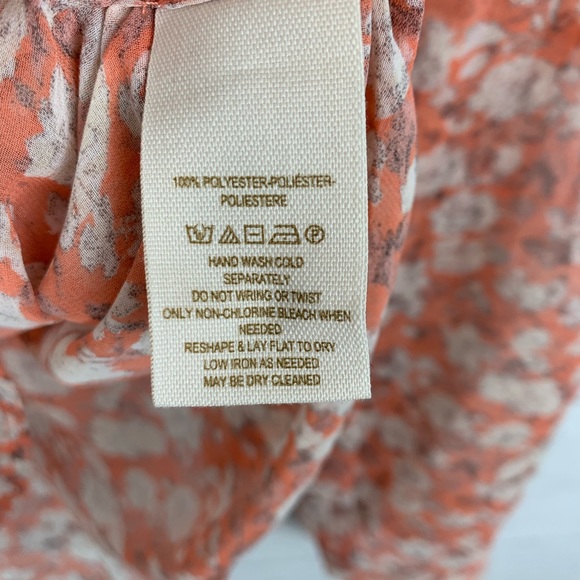 100% POLYESTER-POLIÉSTER-
POLIESTERE
HAND WASH COLD
SEPARATELY
DO NOT WRING OR TWIST
ONLY NON-CHLORINE BLEACH WHEN
NEEDED
RESHAPE & LAY FLAT TO DRY
LOW IRON AS NEEDED
MAY BE DRY CLEANED